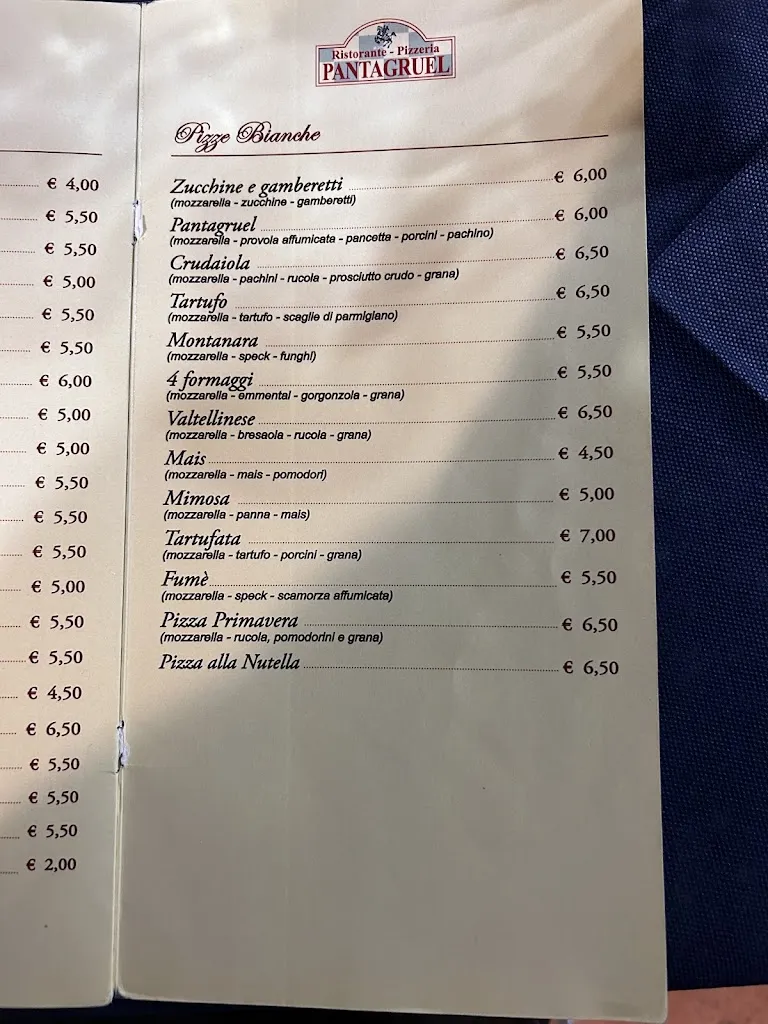 € 4,00
€ 5,50
€ 5,50
€ 5,00
€ 5,50
€ 5,50
€ 6,00
€ 5,00
€ 5,00
€ 5,50
€ 5,50
€ 5,50
€ 5,00
€ 5,50
€ 5,50
€ 4,50
€ 6,50
€ 5,50
€ 5,50
€ 5,50
€ 2,00
Ristorante - Pizzeria
PANTAGRUEL
Pizze Bianche
Zucchine e gamberetti € 6,00
(mozzarella - zucchine - gamberetti)
Pantagruel € 6,00
(mozzarella - provola affumicata - pancetta - porcini - pachino)
Crudaiola € 6,50
(mozzarella - pachini - rucola - prosciutto crudo - grana)
Tartufo € 6,50
(mozzarella - tartufo - scaglie di parmigiano)
Montanara € 5,50
(mozzarella - speck - funghi)
4 formaggi € 5,50
(mozzarella - emmental - gorgonzola - grana)
Valtellinese € 6,50
(mozzarella - bresaola - rucola - grana)
Mais € 4,50
(mozzarella - mais - pomodori)
Mimosa € 5,00
(mozzarella - panna - mais)
Tartufata € 7,00
(mozzarella - tartufo - porcini - grana)
Fumè € 5,50
(mozzarella - speck - scamorza affumicata)
Pizza Primavera € 6,50
(mozzarella - rucola, pomodorini e grana)
Pizza alla Nutella € 6,50